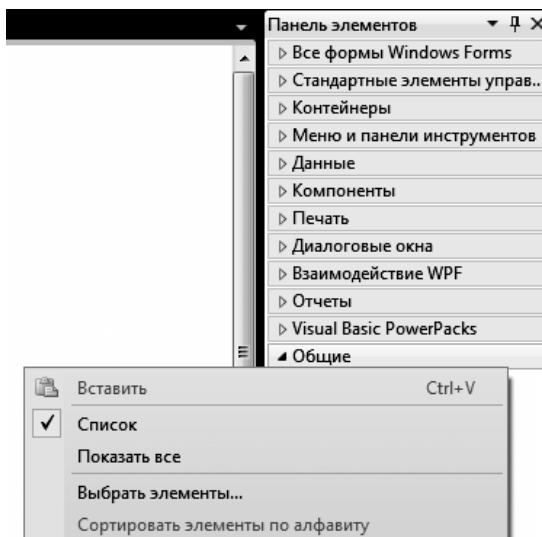 Панель элементов
Все формы Windows Forms
Стандартные элементы управ..
Контейнеры
Меню и панели инструментов
Данные
Компоненты
Печать
Диалоговые окна
Взаимодействие WPF
Отчеты
Visual Basic PowerPacks
Общие
Вставить Ctrl+V
Список
Показать все
Выбрать элементы...
Сортировать элементы по алфавиту